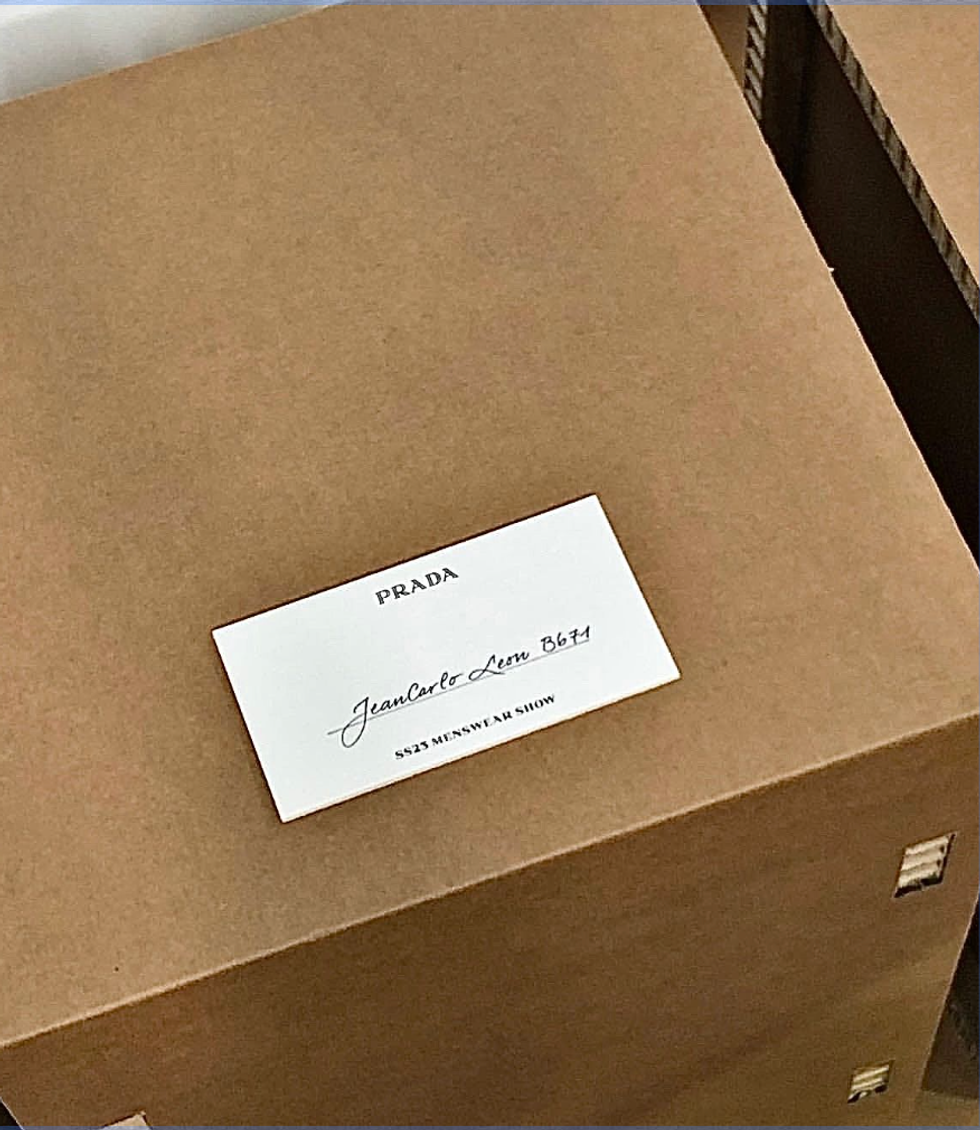 PRADA
JeanCarlo Leon B671
SS23 MENSWEAR SHOW